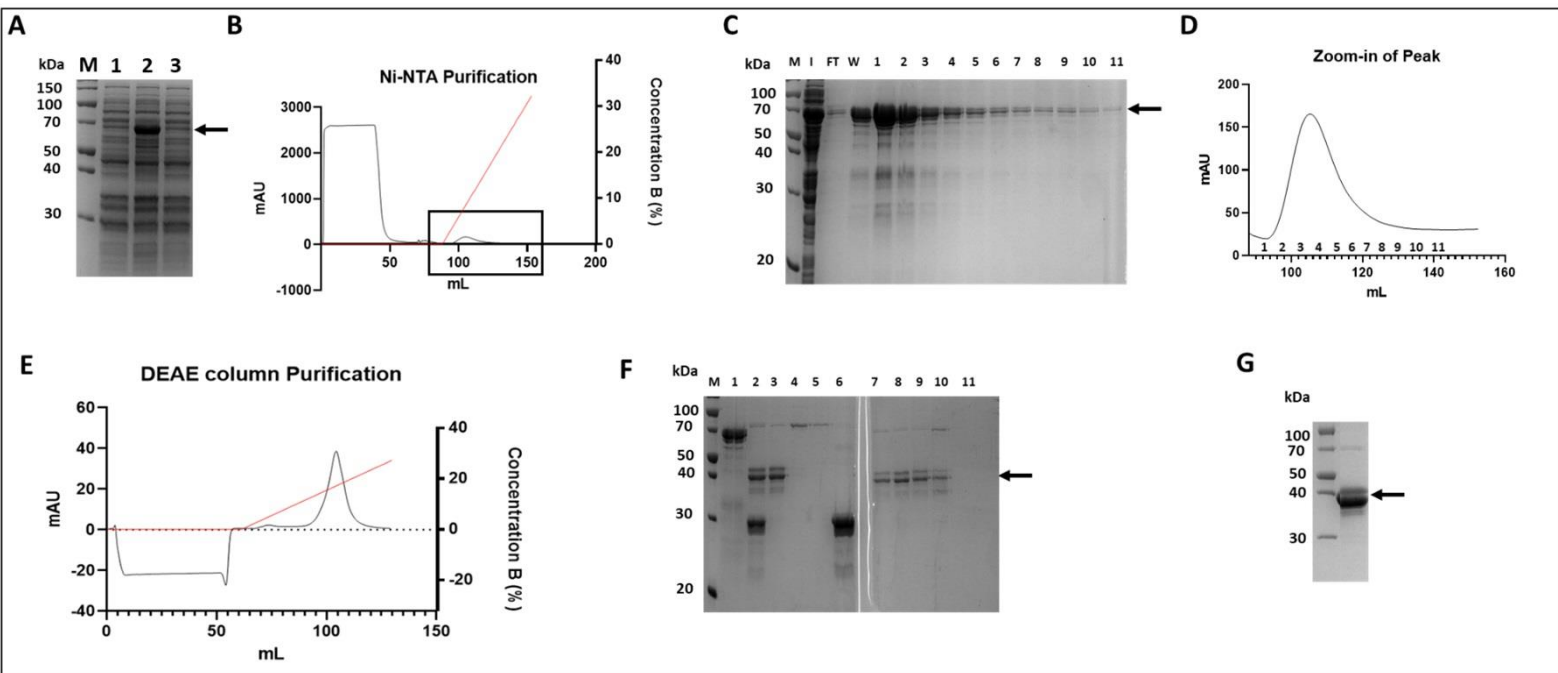 A
kDa M 1 2 3
150
100
70
50
40
30
B
Ni-NTA Purification
3000
2000
1000
0
-1000
mAU
50 100 150 200
mL
40
30
20
10
0
Concentration B (%)
C
kDa M I FT W 1 2 3 4 5 6 7 8 9 10 11
100
70
50
40
30
20
D
Zoom-in of Peak
200
150
100
50
0
mAU
1 2 3 4 5 6 7 8 9 10 11
100 120 140 160
mL
E
DEAE column Purification
60
40
20
0
-20
-40
mAU
0 50 100 150
mL
40
20
0
-20
Concentration B (%)
F
kDa
M 1 2 3 4 5 6 7 8 9 10 11
100
70
50
40
30
20
G
kDa
100
70
50
40
30